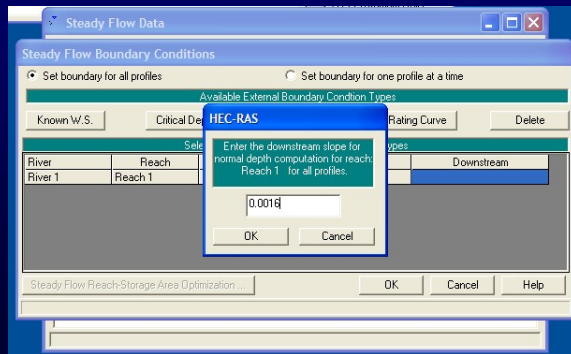 Steady Flow Data
Steady Flow Boundary Conditions
Set boundary for all profiles
Set boundary for one profile at a time
Available External Boundary Condtion Types
Known W.S.
Critical De
Rating Curve
Delete
HEC-RAS
Enter the downstream slope for
normal depth computation for reach:
Reach 1 for all profiles.
0.0016
OK
Cancel
Sele
ypes
River
Reach
Downstream
River 1
Reach 1
Steady Flow Reach-Storage Area Optimization ...
OK
Cancel
Help